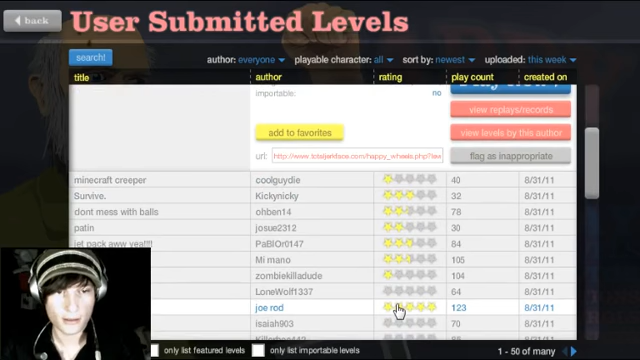 back
User Submitted Levels
search!
author: everyone playable character: all sort by: newest uploaded: this week
title author rating play count created on
importable: no
view replays/records
add to favorites
view levels by this author
url: http://www.totaljerkface.com/happy_wheels.php?lev
flag as inappropriate
minecraft creeper coolguydie 40 8/31/11
Survive. Kickynicky 32 8/31/11
dont mess with balls ohben14 78 8/31/11
patin josue2312 30 8/31/11
jet pack aww yea!!!! PaBlOr0147 84 8/31/11
Mi mano 105 8/31/11
zombiekilladude 104 8/31/11
LoneWolf1337 64 8/31/11
joe rod 123 8/31/11
isaiah903 70 8/31/11
only list featured levels only list importable levels 1 - 50 of many